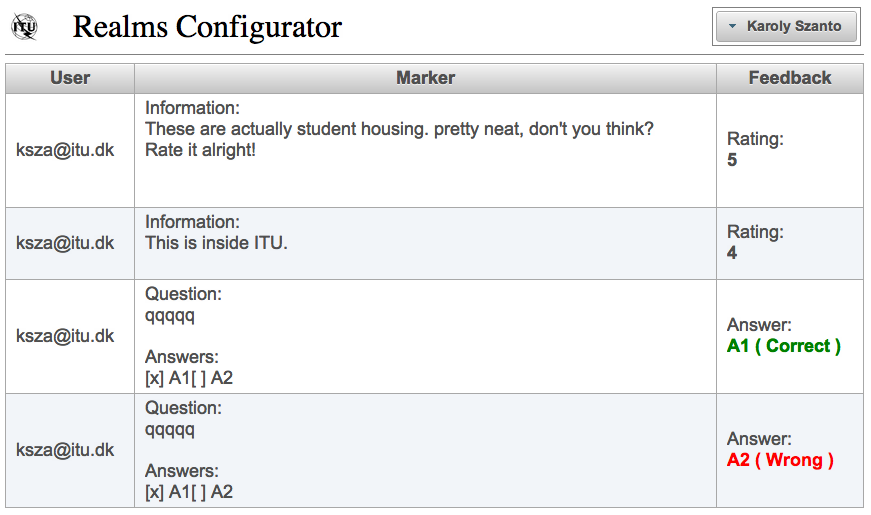 ITU
Realms Configurator
Karoly Szanto
User
Marker
Feedback
ksza@itu.dk
Information:
These are actually student housing. pretty neat, don't you think?
Rate it alright!
Rating:
5
ksza@itu.dk
Information:
This is inside ITU.
Rating:
4
ksza@itu.dk
Question:
qqqqq
Answers:
[x] A1[ ] A2
Answer:
A1 ( Correct )
ksza@itu.dk
Question:
qqqqq
Answers:
[x] A1[ ] A2
Answer:
A2 ( Wrong )